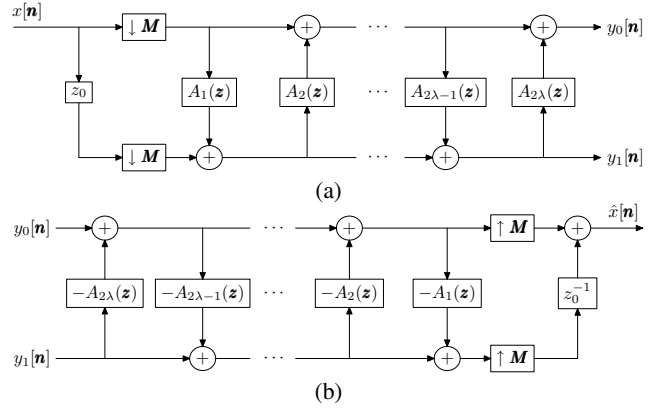 x[n] ↓ M + ··· + y₀[n]
z₀ A₁(z) A₂(z) ··· A₂λ₋₁(z) A₂λ(z)
↓ M + ··· + y₁[n]
(a)
y₀[n] + ··· + ↑ M + x̂[n]
−A₂λ(z) −A₂λ₋₁(z) ··· −A₂(z) −A₁(z) z₀⁻¹
y₁[n] + ··· + ↑ M
(b)